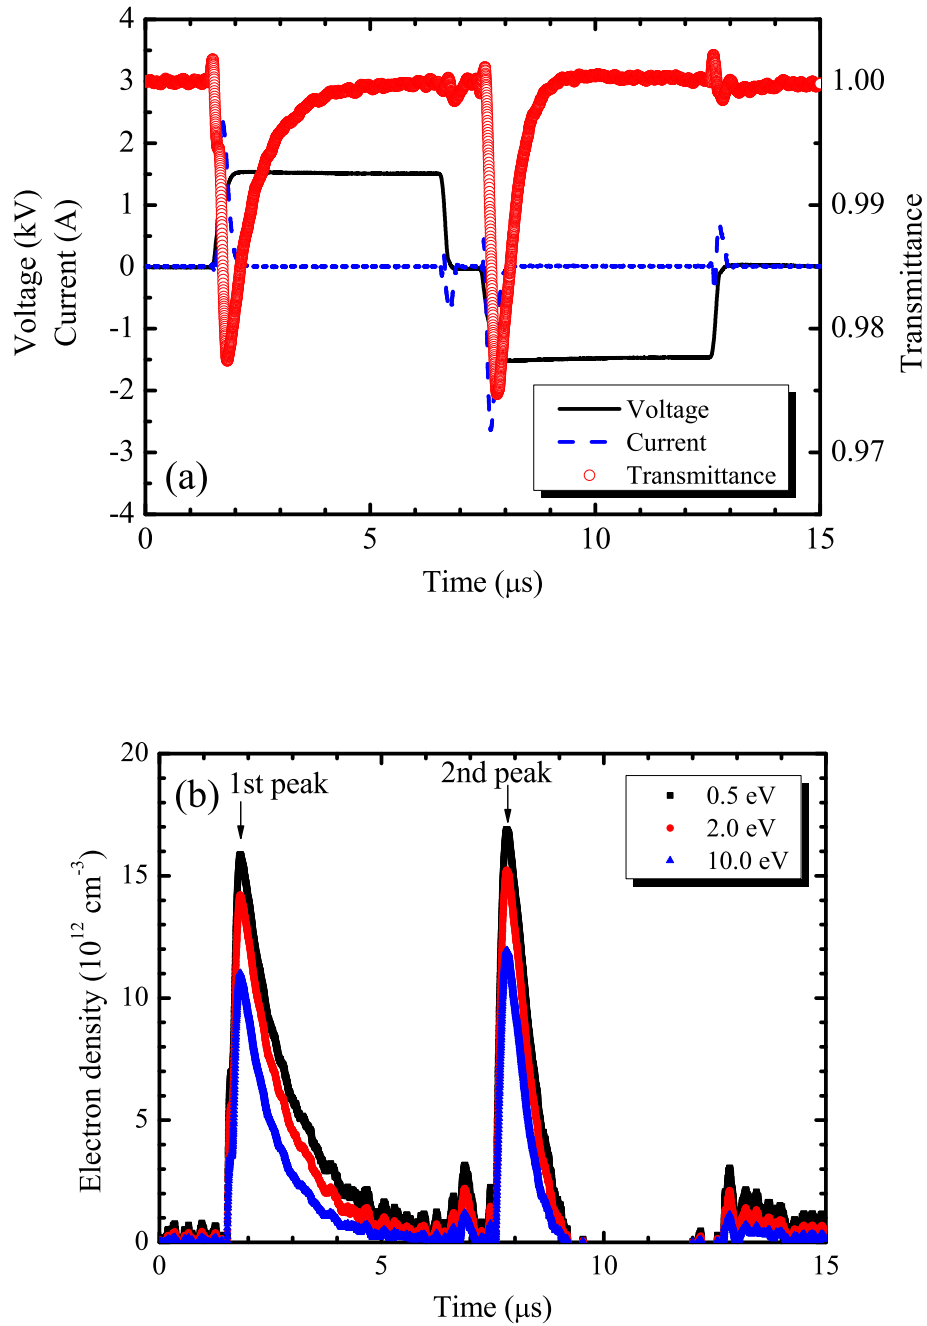 4
3
2
1
0
-1
-2
-3
-4
1.00
0.99
0.98
0.97
Voltage (kV)
Current (A)
Transmittance
Voltage
Current
Transmittance
(a)
0
5
10
15
Time (μs)
20
15
10
5
0
Electron density (10¹² cm⁻³)
(b)
1st peak
2nd peak
0.5 eV
2.0 eV
10.0 eV
0
5
10
15
Time (μs)